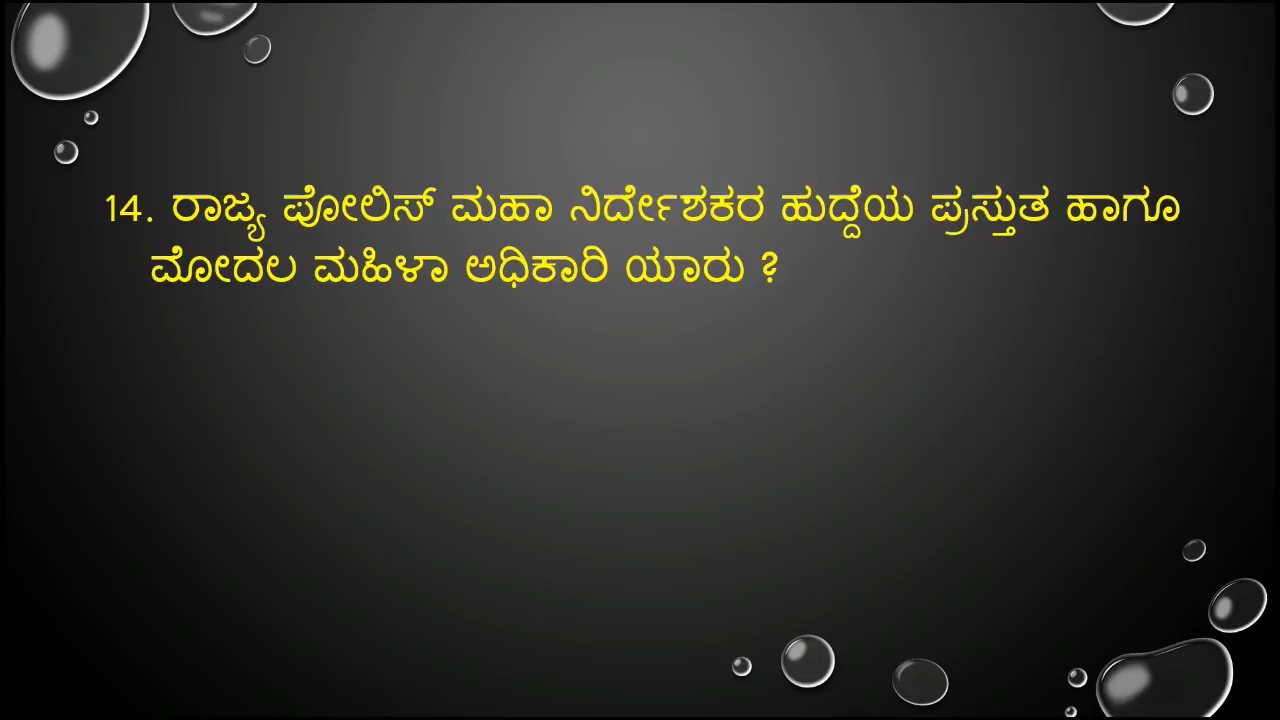 14. ರಾಜ್ಯ ಪೋಲಿಸ್ ಮಹಾ ನಿರ್ದೇಶಕರ ಹುದ್ದೆಯ ಪ್ರಸ್ತುತ ಹಾಗೂ
ಮೋದಲ ಮಹಿಳಾ ಅಧಿಕಾರಿ ಯಾರು ?